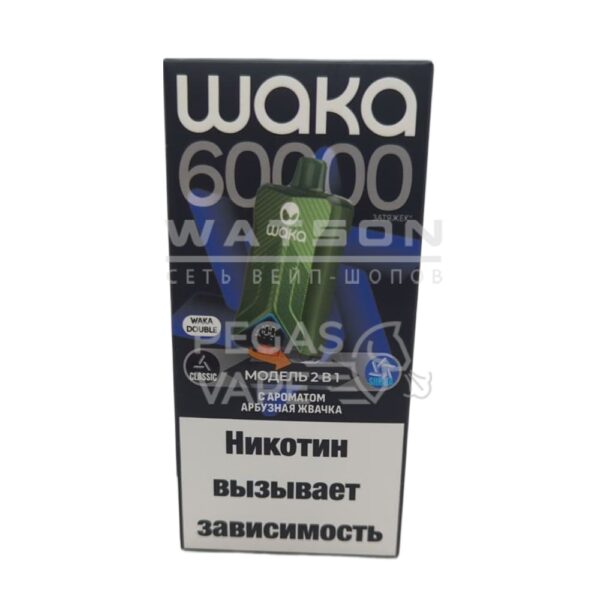 waka
60000
ЗАТЯЖЕК*
waka
WATSON
СЕТЬ ВЕЙП-ШОПОВ
WAKA
DOUBLE
PEGAS
VAPE
CLASSIC
МОДЕЛЬ 2 В 1
С АРОМАТОМ
АРБУЗНАЯ ЖВАЧКА
Никотин
вызывает
зависимость